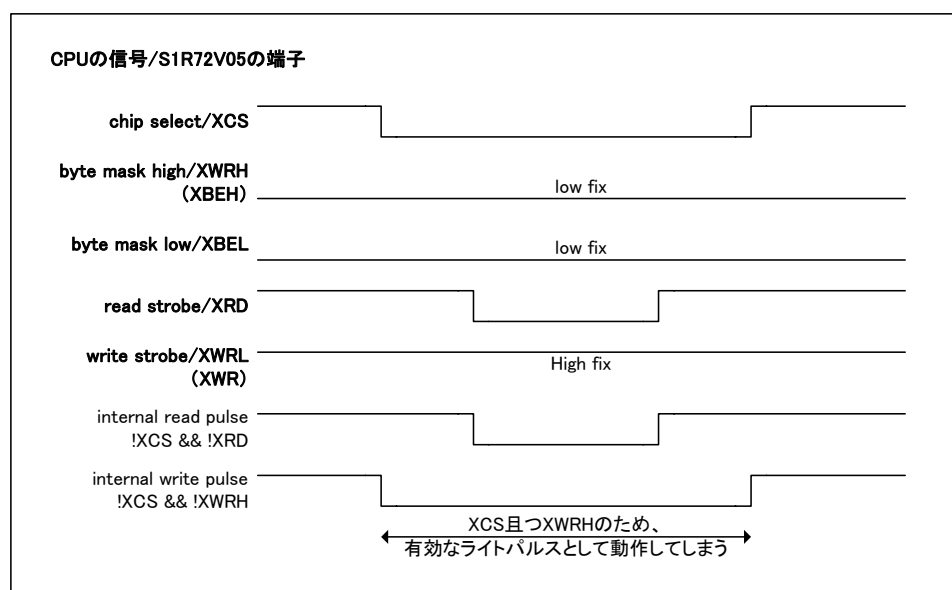 CPUの信号/S1R72V05の端子
chip select/XCS
byte mask high/XWRH
(XBEH)
low fix
byte mask low/XBEL
low fix
read strobe/XRD
write strobe/XWRL
(XWR)
High fix
internal read pulse
!XCS && !XRD
internal write pulse
!XCS && !XWRH
XCS且つXWRHのため、
有効なライトパルスとして動作してしまう